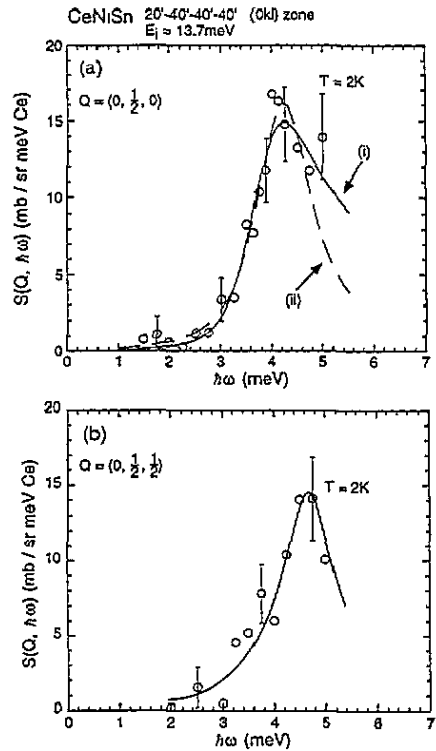 CeNiSn 20'-40'-40'-40' (0kl) zone
E_i ≈ 13.7meV
(a)
Q = (0, 1/2, 0)
T = 2K
(i)
(ii)
S(Q, ħω) (mb / sr meV Ce)
20
15
10
5
0
0 1 2 3 4 5 6 7
ħω (meV)
(b)
Q = (0, 1/2, 1/2)
T = 2K
S(Q, ħω) (mb / sr meV Ce)
20
15
10
5
0
0 1 2 3 4 5 6 7
ħω (meV)